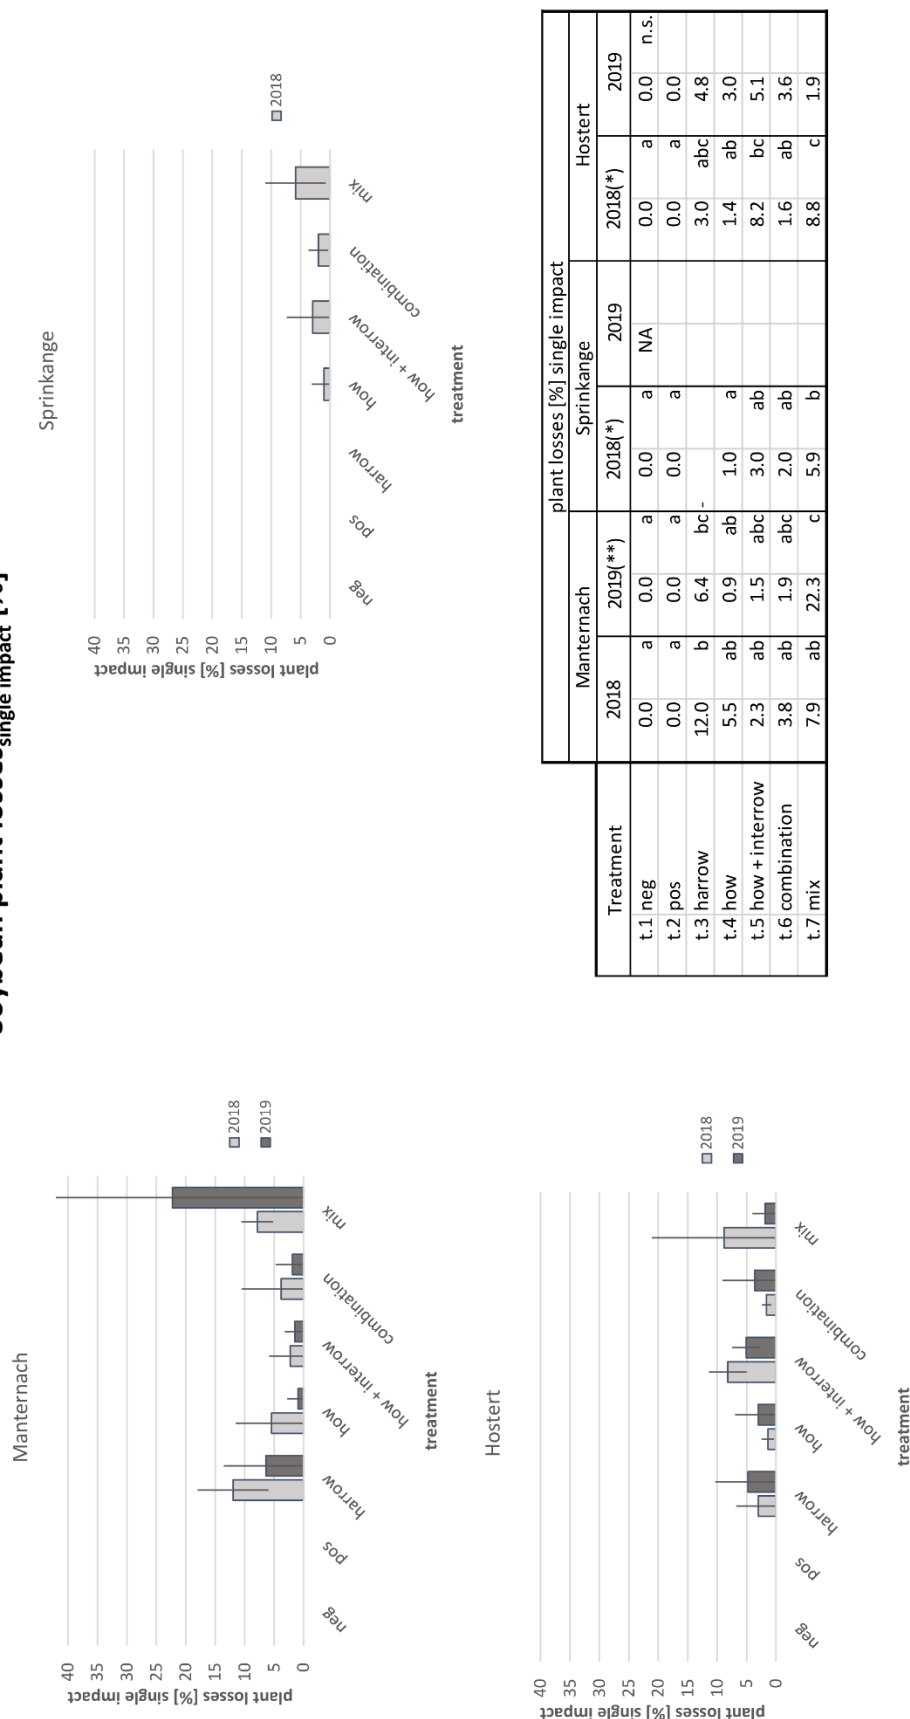 soybean plant losses single impact [%]
Manternach
plant losses [%] single impact
40
35
30
25
20
15
10
5
0
neg
pos
harrow
how
how + interrow
combination
mix
treatment
2018
2019
Sprinkange
plant losses [%] single impact
40
35
30
25
20
15
10
5
0
neg
pos
harrow
how
how + interrow
combination
mix
treatment
2018
Hostert
plant losses [%] single impact
40
35
30
25
20
15
10
5
0
neg
pos
harrow
how
how + interrow
combination
mix
treatment
2018
2019
plant losses [%] single impact
Manternach Sprinkange Hostert
Treatment 2018 2019(**) 2018(*) 2019 2018(*) 2019
t.1 neg 0.0 a 0.0 a 0.0 a NA 0.0 a 0.0 n.s.
t.2 pos 0.0 a 0.0 a 0.0 a 0.0 a 0.0
t.3 harrow 12.0 b 6.4 bc - 3.0 abc 4.8
t.4 how 5.5 ab 0.9 ab 1.0 a 1.4 ab 3.0
t.5 how + interrow 2.3 ab 1.5 abc 3.0 ab 8.2 bc 5.1
t.6 combination 3.8 ab 1.9 abc 2.0 ab 1.6 ab 3.6
t.7 mix 7.9 ab 22.3 c 5.9 b 8.8 c 1.9